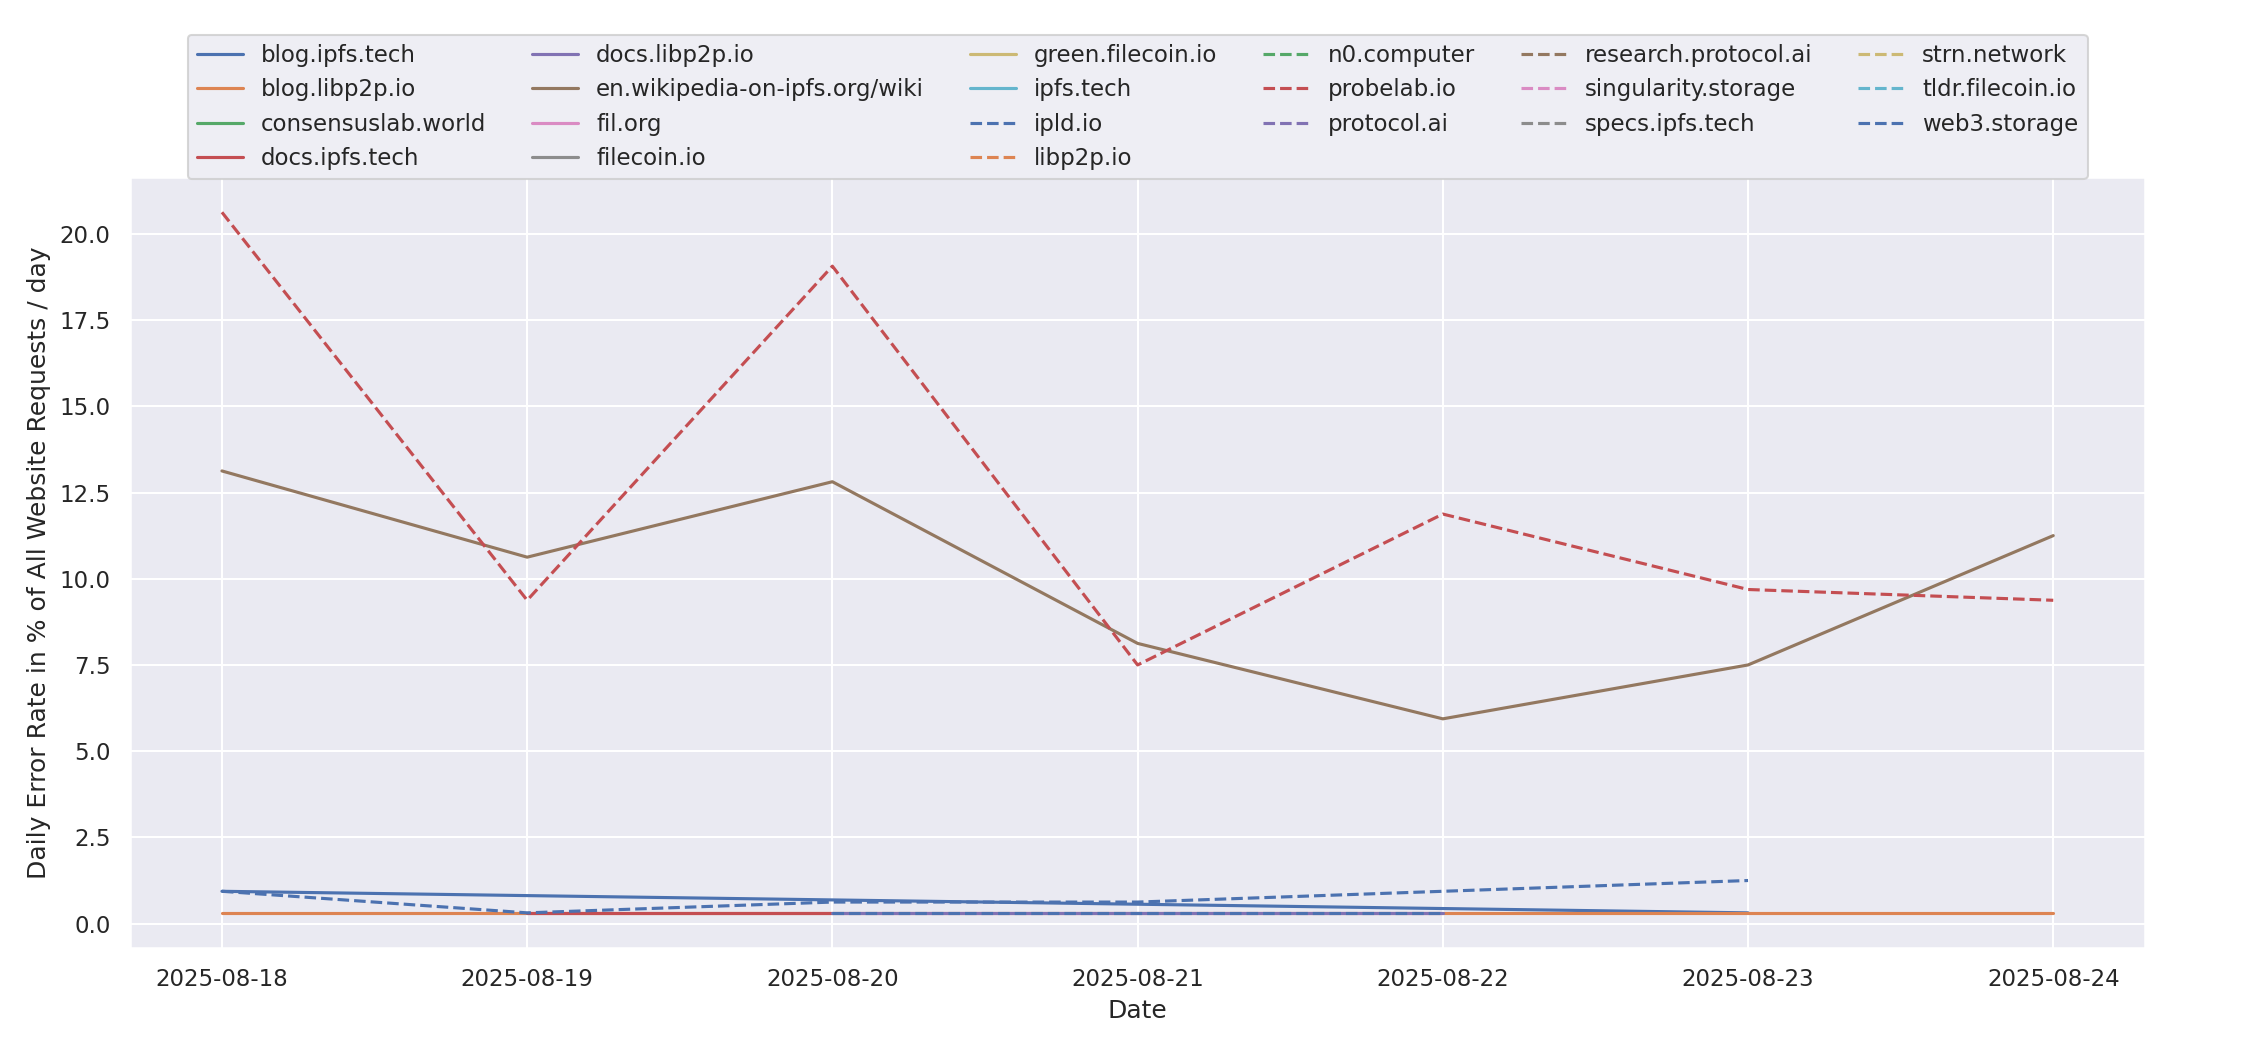 blog.ipfs.tech
blog.libp2p.io
consensuslab.world
docs.ipfs.tech
docs.libp2p.io
en.wikipedia-on-ipfs.org/wiki
fil.org
filecoin.io
green.filecoin.io
ipfs.tech
ipld.io
libp2p.io
n0.computer
probelab.io
protocol.ai
research.protocol.ai
singularity.storage
specs.ipfs.tech
strn.network
tldr.filecoin.io
web3.storage
Daily Error Rate in % of All Website Requests / day
20.0
17.5
15.0
12.5
10.0
7.5
5.0
2.5
0.0
2025-08-18
2025-08-19
2025-08-20
2025-08-21
2025-08-22
2025-08-23
2025-08-24
Date